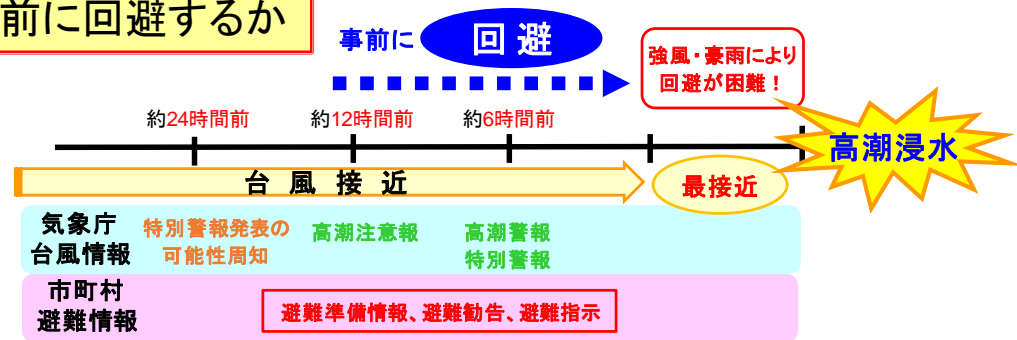 前に回避するか
事前に 回避
強風・豪雨により
回避が困難！
約24時間前 約12時間前 約6時間前
高潮浸水
台風接近
最接近
気象庁
台風情報
特別警報発表の
可能性周知
高潮注意報
高潮警報
特別警報
市町村
避難情報
避難準備情報、避難勧告、避難指示